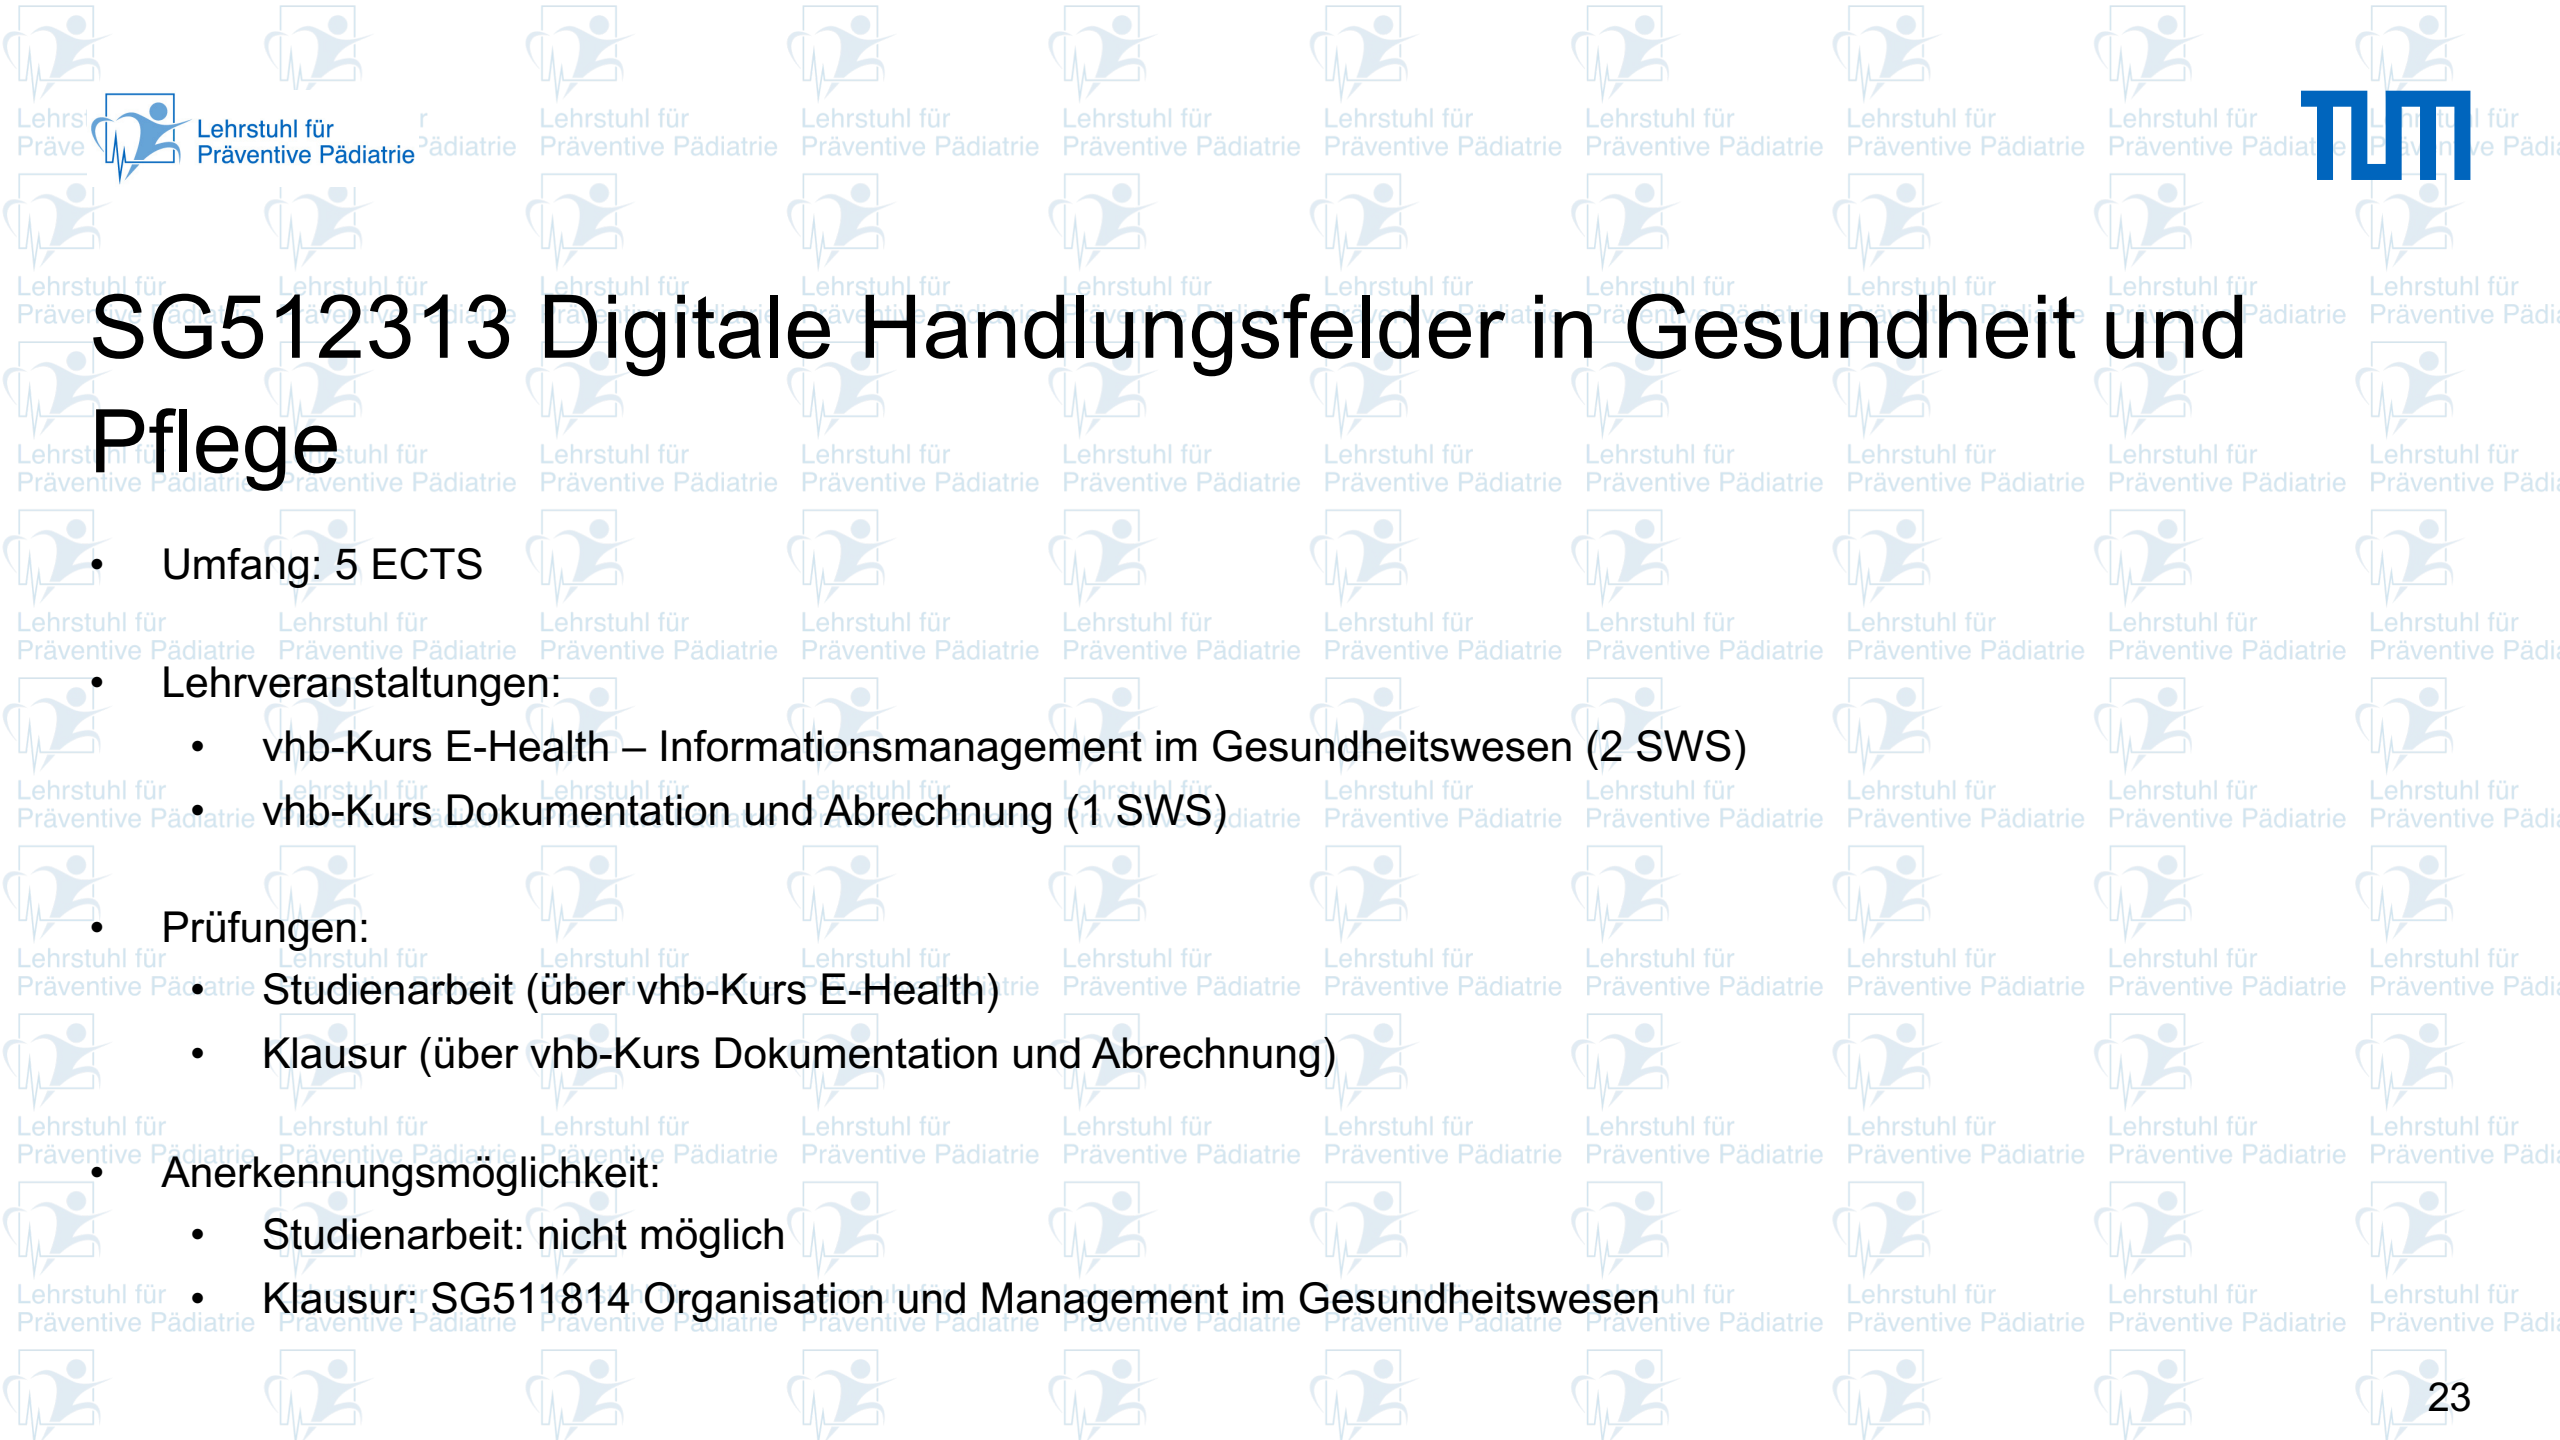 Lehrstuhl für
Präventive Pädiatrie
TUM
SG512313 Digitale Handlungsfelder in Gesundheit und
Pflege
• Umfang: 5 ECTS
• Lehrveranstaltungen:
• vhb-Kurs E-Health – Informationsmanagement im Gesundheitswesen (2 SWS)
• vhb-Kurs Dokumentation und Abrechnung (1 SWS)
• Prüfungen:
• Studienarbeit (über vhb-Kurs E-Health)
• Klausur (über vhb-Kurs Dokumentation und Abrechnung)
• Anerkennungsmöglichkeit:
• Studienarbeit: nicht möglich
• Klausur: SG511814 Organisation und Management im Gesundheitswesen
23